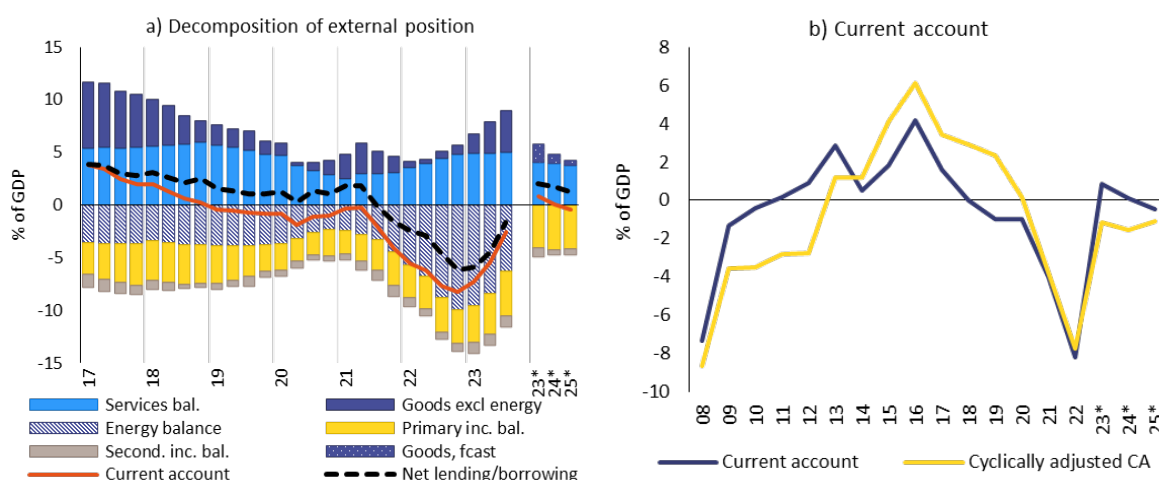 a) Decomposition of external position
15
10
5
0
-5
-10
-15
% of GDP
17 18 19 20 21 22 23 23* 24* 25*
Services bal.
Goods excl energy
Energy balance
Primary inc. bal.
Second. inc. bal.
Goods, fcast
Current account
Net lending/borrowing
b) Current account
8
6
4
2
0
-2
-4
-6
-8
-10
% of GDP
08 09 10 11 12 13 14 15 16 17 18 19 20 21 22 23* 24* 25*
Current account
Cyclically adjusted CA